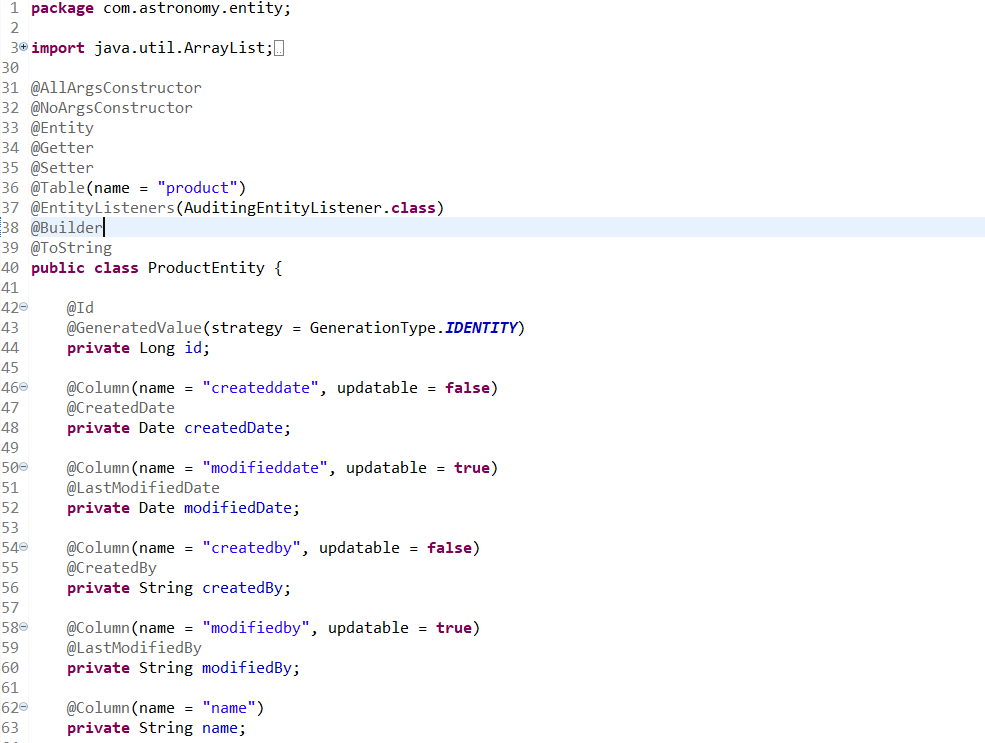 1 package com.astronomy.entity;
2
3 import java.util.ArrayList;
30
31 @AllArgsConstructor
32 @NoArgsConstructor
33 @Entity
34 @Getter
35 @Setter
36 @Table(name = "product")
37 @EntityListeners(AuditingEntityListener.class)
38 @Builder
39 @ToString
40 public class ProductEntity {
41
42 @Id
43 @GeneratedValue(strategy = GenerationType.IDENTITY)
44 private Long id;
45
46 @Column(name = "createddate", updatable = false)
47 @CreatedDate
48 private Date createdDate;
49
50 @Column(name = "modifieddate", updatable = true)
51 @LastModifiedDate
52 private Date modifiedDate;
53
54 @Column(name = "createdby", updatable = false)
55 @CreatedBy
56 private String createdBy;
57
58 @Column(name = "modifiedby", updatable = true)
59 @LastModifiedBy
60 private String modifiedBy;
61
62 @Column(name = "name")
63 private String name;